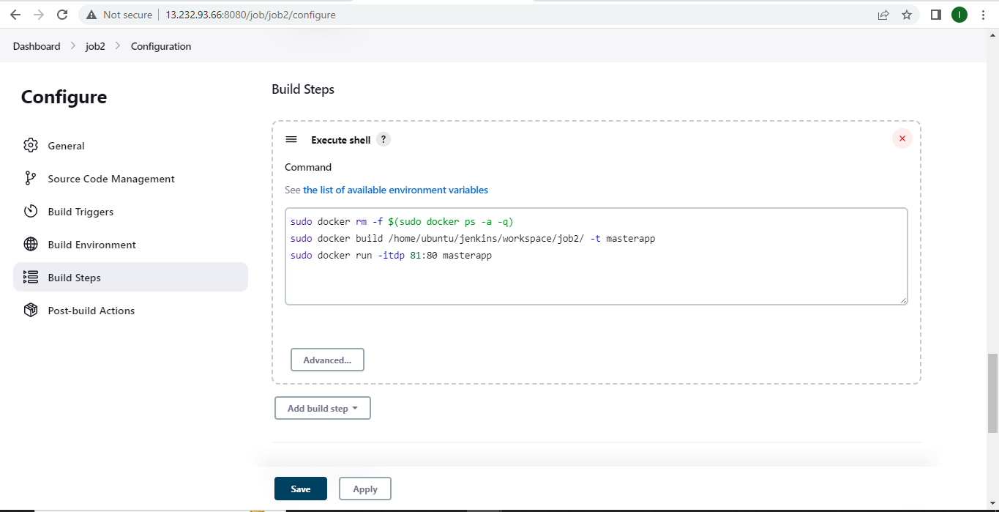 Not secure 13.232.93.66:8080/job/job2/configure I
Dashboard > job2 > Configuration
Configure
General
Source Code Management
Build Triggers
Build Environment
Build Steps
Post-build Actions
Build Steps
Execute shell ?
Command
See the list of available environment variables
sudo docker rm -f $(sudo docker ps -a -q)
sudo docker build /home/ubuntu/jenkins/workspace/job2/ -t masterapp
sudo docker run -itdp 81:80 masterapp
Advanced...
Add build step
Save Apply